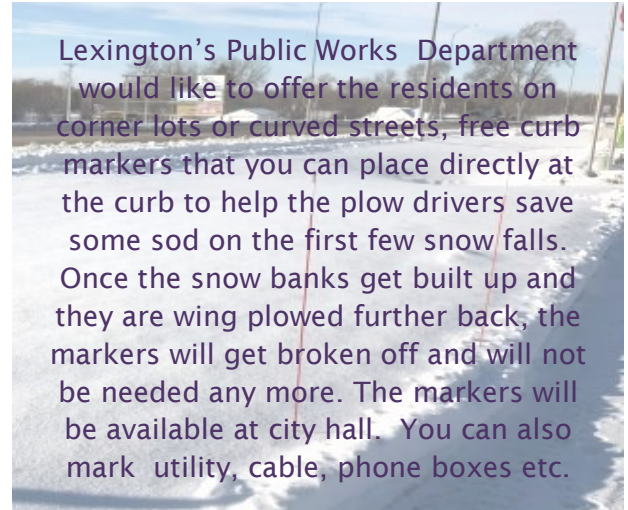 Lexington’s Public Works  Department
would like to offer the residents on
corner lots or curved streets, free curb
markers that you can place directly at
the curb to help the plow drivers save
some sod on the first few snow falls.
Once the snow banks get built up and
they are wing plowed further back, the
markers will get broken off and will not
be needed any more. The markers will
be available at city hall.  You can also
mark  utility, cable, phone boxes etc.